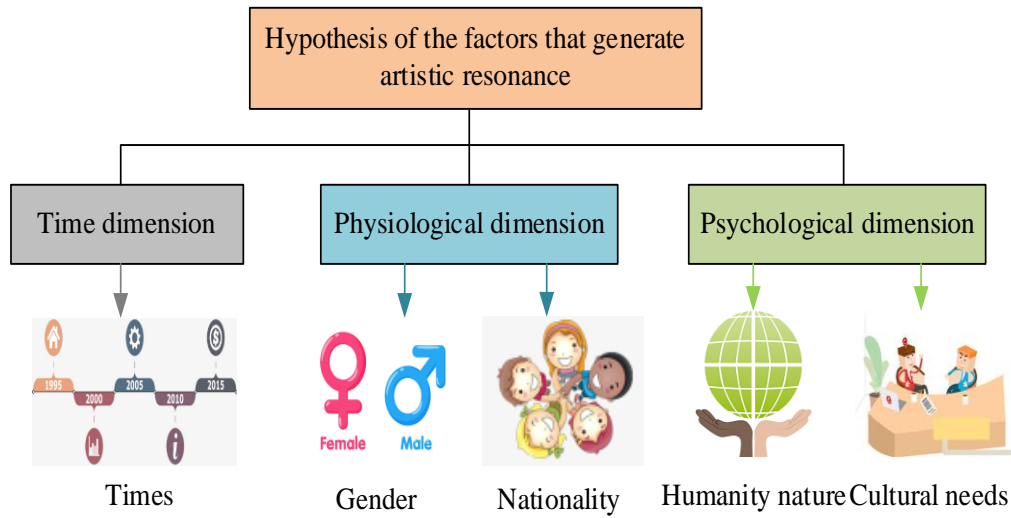 Hypothesis of the factors that generate
artistic resonance
Time dimension
Physiological dimension
Psychological dimension
1995
2000
2005
2010
2015
Female
Male
Times
Gender
Nationality
Humanity nature
Cultural needs